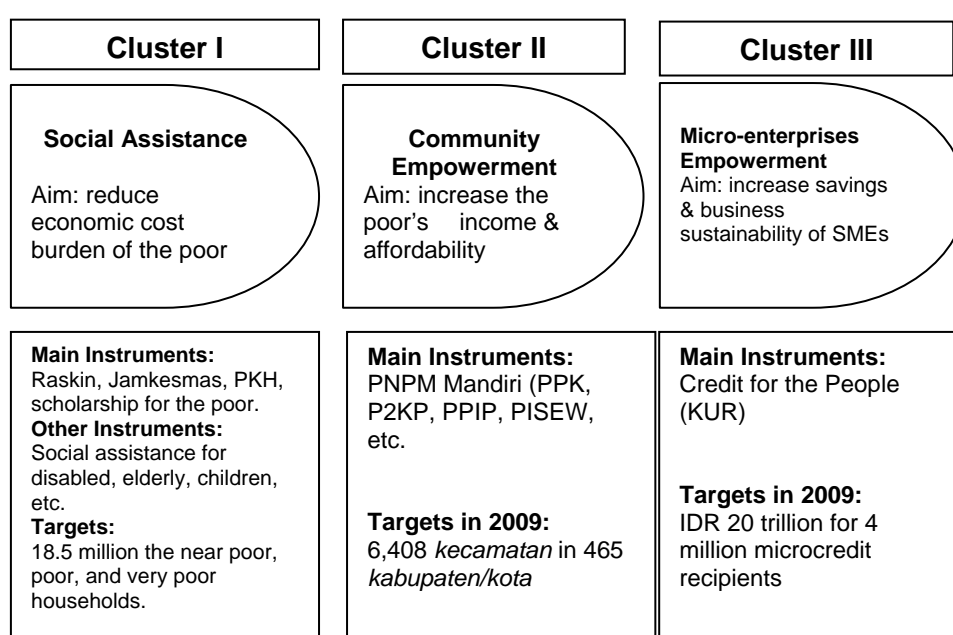 Cluster I
Cluster II
Cluster III
Social Assistance
Aim: reduce
economic cost
burden of the poor
Community
Empowerment
Aim: increase the
poor's income &
affordability
Micro-enterprises
Empowerment
Aim: increase savings
& business
sustainability of SMEs
Main Instruments:
Raskin, Jamkesmas, PKH,
scholarship for the poor.
Other Instruments:
Social assistance for
disabled, elderly, children,
etc.
Targets:
18.5 million the near poor,
poor, and very poor
households.
Main Instruments:
PNPM Mandiri (PPK,
P2KP, PPIP, PISEW,
etc.
Targets in 2009:
6,408 kecamatan in 465
kabupaten/kota
Main Instruments:
Credit for the People
(KUR)
Targets in 2009:
IDR 20 trillion for 4
million microcredit
recipients